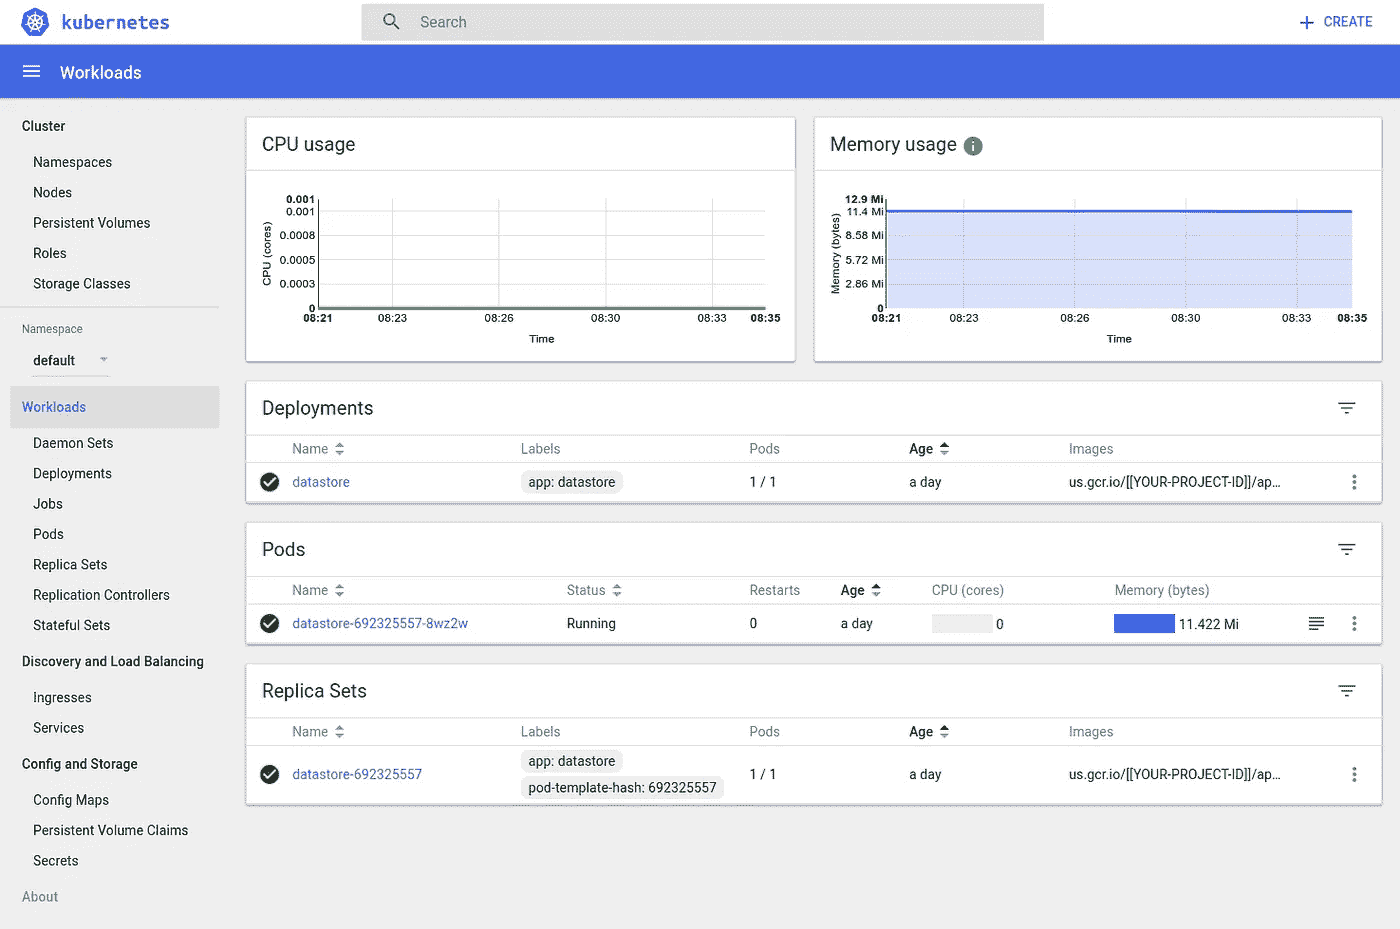 kubernetes
Search
CREATE
Workloads
Cluster
Namespaces
Nodes
Persistent Volumes
Roles
Storage Classes
Namespace
default
Workloads
Daemon Sets
Deployments
Jobs
Pods
Replica Sets
Replication Controllers
Stateful Sets
Discovery and Load Balancing
Ingresses
Services
Config and Storage
Config Maps
Persistent Volume Claims
Secrets
About
CPU usage
CPU (cores)
0.001
0.001
0.0008
0.0005
0.0003
0
08:21 08:23 08:26 08:30 08:33 08:35
Time
Memory usage i
Memory (bytes)
12.9 Mi
11.4 Mi
8.58 Mi
5.72 Mi
2.86 Mi
0
08:21 08:23 08:26 08:30 08:33 08:35
Time
Deployments
Name Labels Pods Age Images
datastore app: datastore 1 / 1 a day us.gcr.io/[[YOUR-PROJECT-ID]]/ap...
Pods
Name Status Restarts Age CPU (cores) Memory (bytes)
datastore-692325557-8wz2w Running 0 a day 0 11.422 Mi
Replica Sets
Name Labels Pods Age Images
datastore-692325557 app: datastore 1 / 1 a day us.gcr.io/[[YOUR-PROJECT-ID]]/ap...
pod-template-hash: 692325557